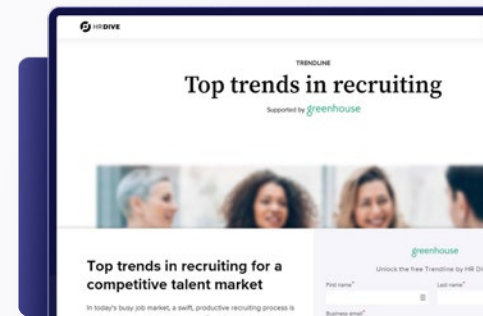 HRDIVE
TRENDLINE
Top trends in recruiting
Supported by greenhouse
greenhouse
Unlock the free Trendline by HR Di
Top trends in recruiting for a
competitive talent market
First name*
Last name*
In today's busy job market, a swift, productive recruiting process is
Business email*